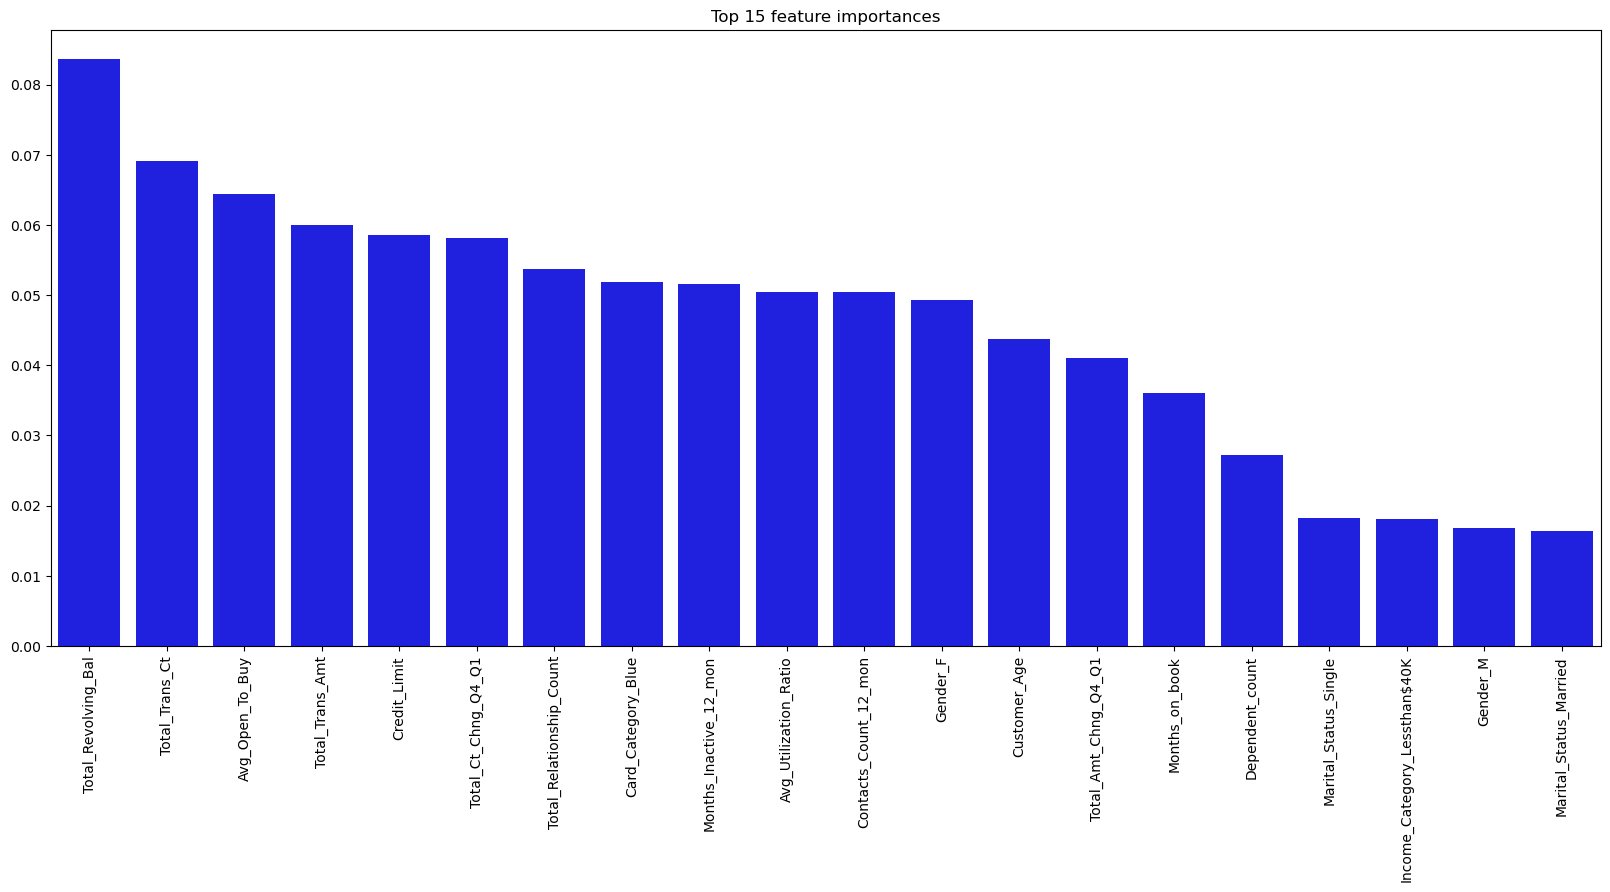 Top 15 feature importances
0.08
0.07
0.06
0.05
0.04
0.03
0.02
0.01
0.00
Total_Revolving_Bal
Total_Trans_Ct
Avg_Open_To_Buy
Total_Trans_Amt
Credit_Limit
Total_Ct_Chng_Q4_Q1
Total_Relationship_Count
Card_Category_Blue
Months_Inactive_12_mon
Avg_Utilization_Ratio
Contacts_Count_12_mon
Gender_F
Customer_Age
Total_Amt_Chng_Q4_Q1
Months_on_book
Dependent_count
Marital_Status_Single
Income_Category_Lessthan$40K
Gender_M
Marital_Status_Married